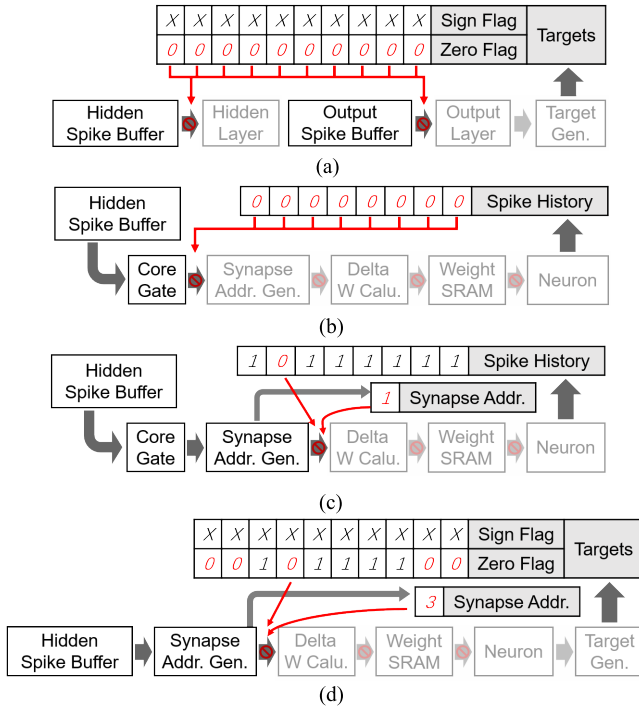 X X X X X X X X X X Sign Flag
0 0 0 0 0 0 0 0 0 0 Zero Flag
Targets
Hidden
Spike Buffer
Hidden
Layer
Output
Spike Buffer
Output
Layer
Target
Gen.
(a)
Hidden
Spike Buffer
0 0 0 0 0 0 0 0 Spike History
Core
Gate
Synapse
Addr. Gen.
Delta
W Calu.
Weight
SRAM
Neuron
(b)
Hidden
Spike Buffer
1 0 1 1 1 1 1 1 Spike History
1 Synapse Addr.
Core
Gate
Synapse
Addr. Gen.
Delta
W Calu.
Weight
SRAM
Neuron
(c)
X X X X X X X X X X Sign Flag
0 0 1 0 1 1 1 1 0 0 Zero Flag
Targets
3 Synapse Addr.
Hidden
Spike Buffer
Synapse
Addr. Gen.
Delta
W Calu.
Weight
SRAM
Neuron
Target
Gen.
(d)